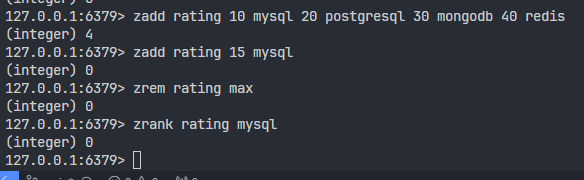 (integer) 0
127.0.0.1:6379> zadd rating 10 mysql 20 postgresql 30 mongodb 40 redis
(integer) 4
127.0.0.1:6379> zadd rating 15 mysql
(integer) 0
127.0.0.1:6379> zrem rating max
(integer) 0
127.0.0.1:6379> zrank rating mysql
(integer) 0
127.0.0.1:6379>